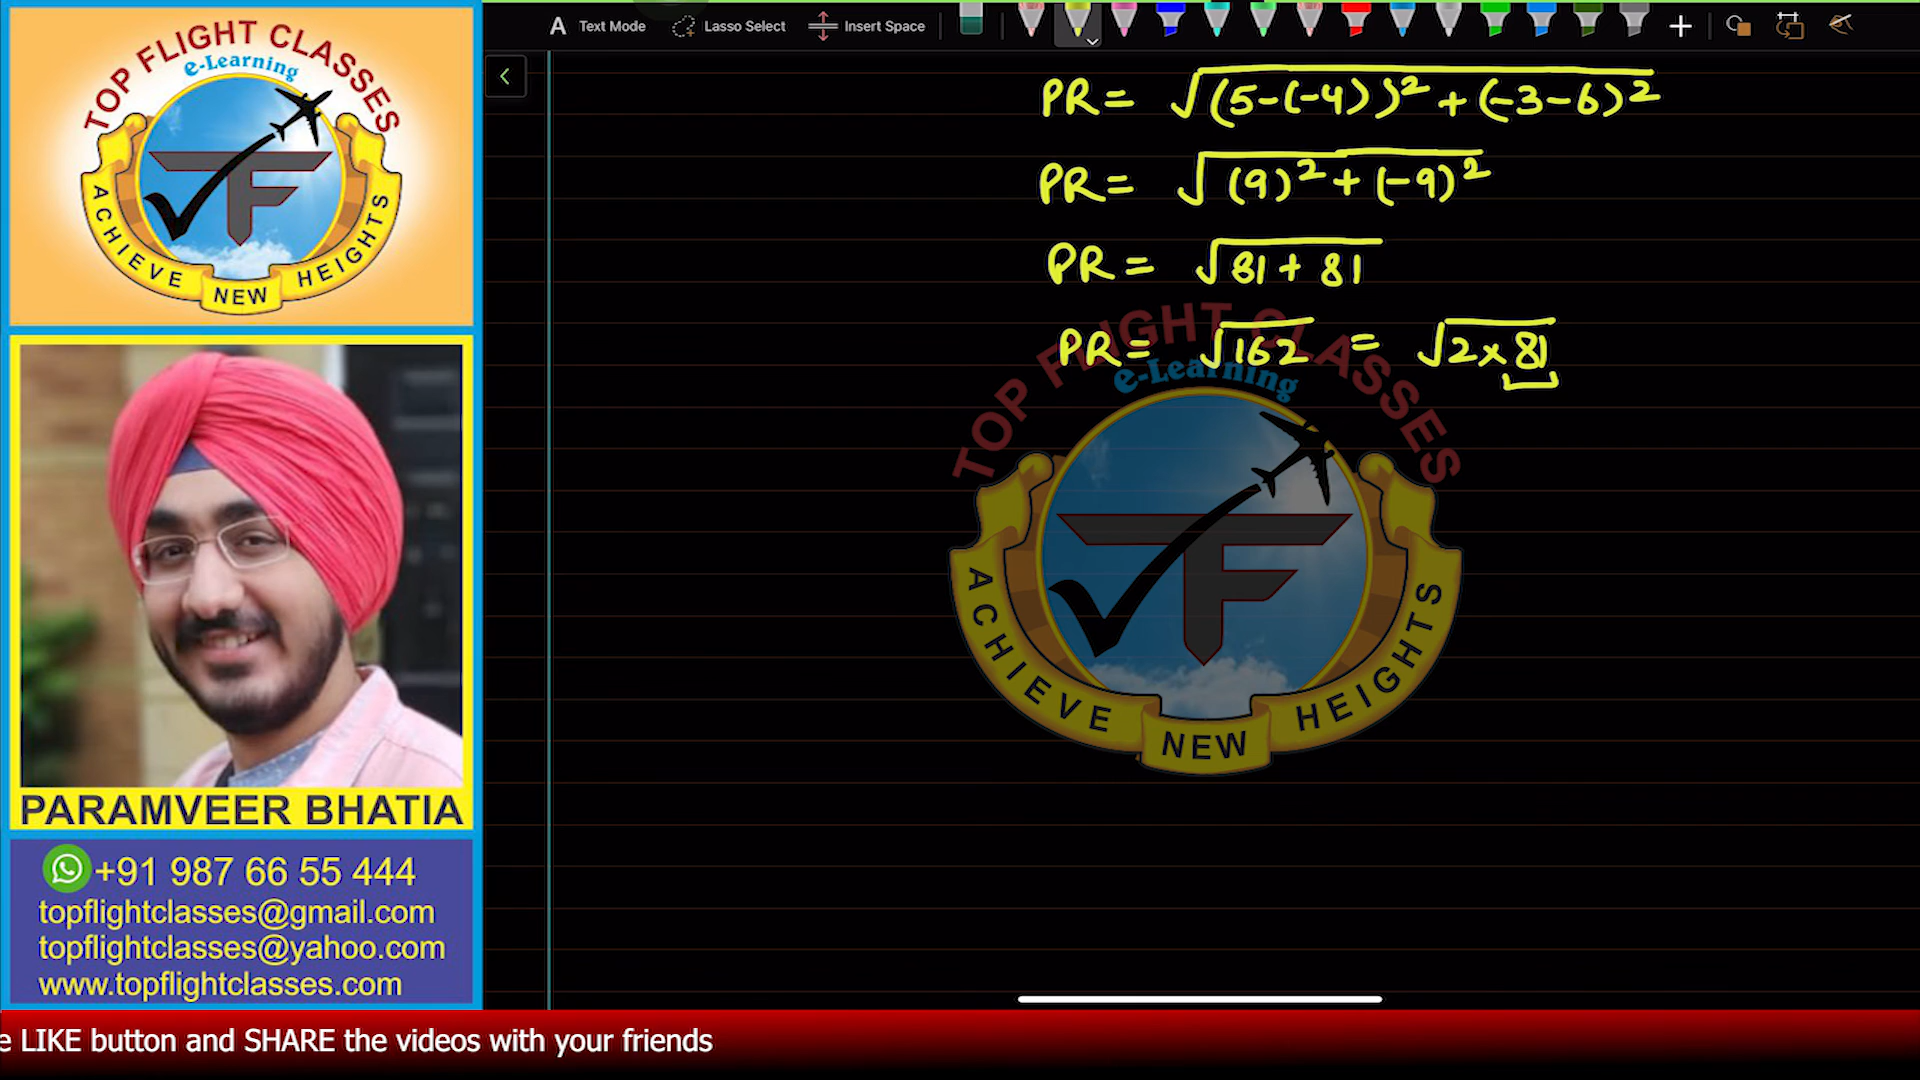 TOP FLIGHT CLASSES
e-Learning
TF
ACHIEVE NEW HEIGHTS
PARAMVEER BHATIA
+91 987 66 55 444
topflightclasses@gmail.com
topflightclasses@yahoo.com
www.topflightclasses.com
A Text Mode Lasso Select Insert Space
PR = √(5-(-4))² + (-3-6)²
PR = √(9)² + (-9)²
PR = √81 + 81
PR = √162 = √2×81
TOP FLIGHT CLASSES
e-Learning
TF
ACHIEVE NEW HEIGHTS
e LIKE button and SHARE the videos with your friends